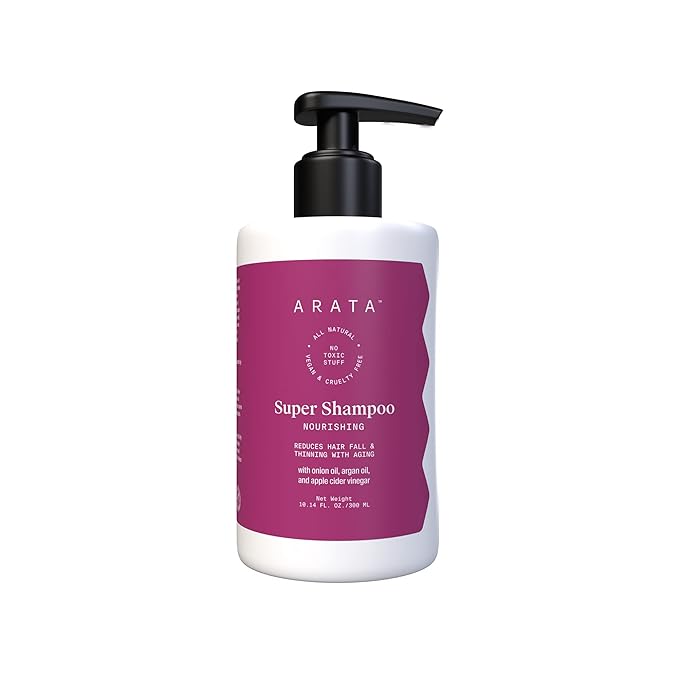 ARATA™
ALL NATURAL
VEGAN & CRUELTY FREE
NO
TOXIC
STUFF
Super Shampoo
NOURISHING
REDUCES HAIR FALL &
THINNING WITH AGING
with onion oil, argan oil,
and apple cider vinegar
Net Weight
10.14 FL. OZ./300 ML